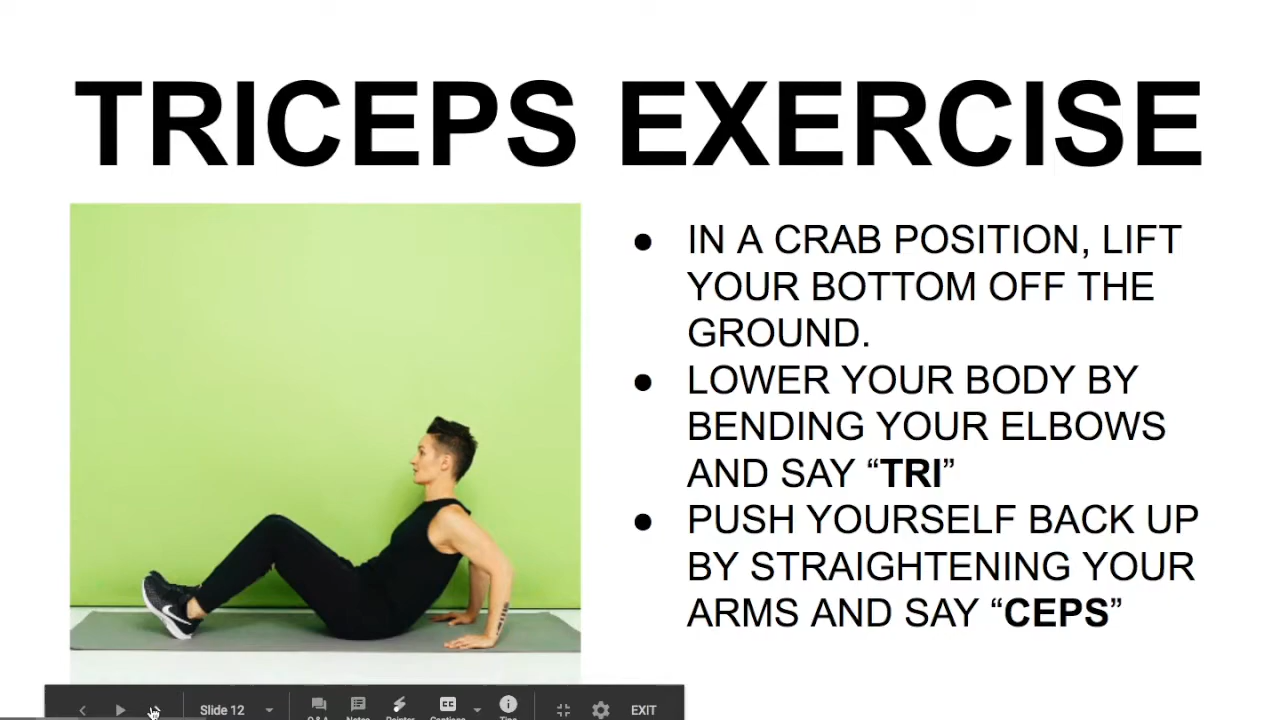 TRICEPS EXERCISE
● IN A CRAB POSITION, LIFT
YOUR BOTTOM OFF THE
GROUND.
● LOWER YOUR BODY BY
BENDING YOUR ELBOWS
AND SAY “TRI”
● PUSH YOURSELF BACK UP
BY STRAIGHTENING YOUR
ARMS AND SAY “CEPS”
Slide 12 CC EXIT